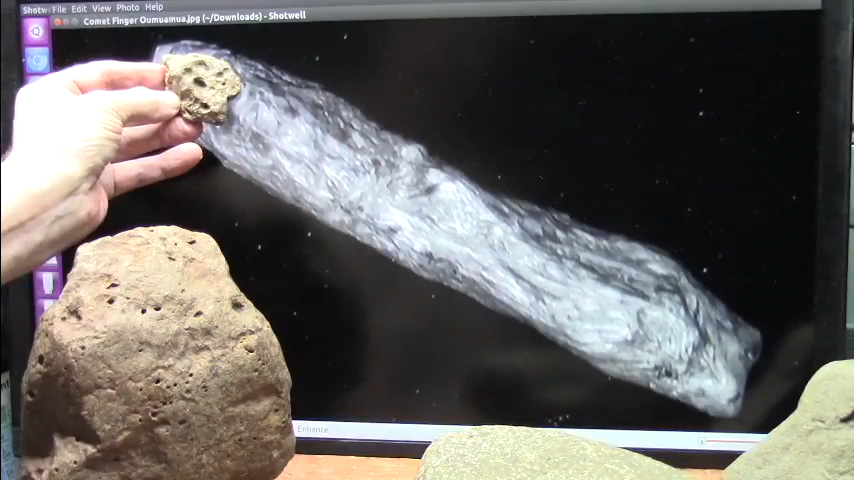 Shotw File Edit View Photo Help
Comet Finger Oumuamua.jpg (~/Downloads) - Shotwell
Enhance